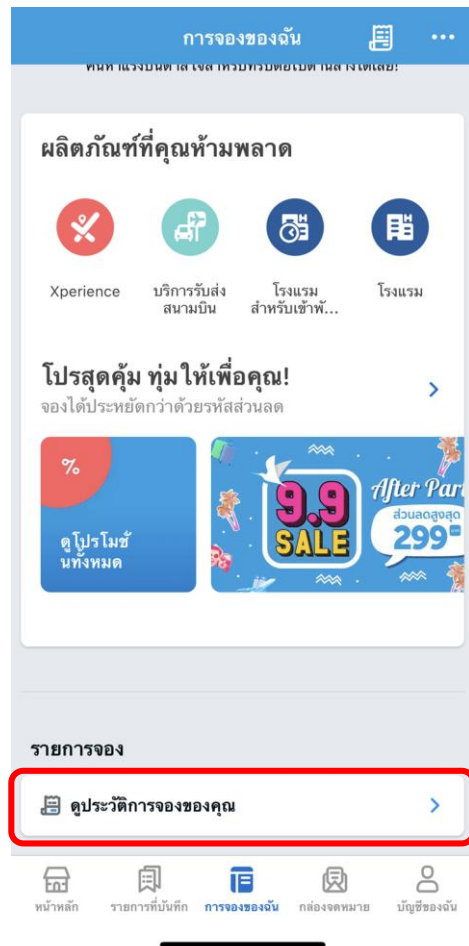 การจองของฉัน
ผลิตภัณฑ์ที่คุณห้ามพลาด
Xperience
บริการรับส่ง
สนามบิน
โรงแรม
สำหรับเข้าพั...
โรงแรม
โปรสุดคุ้ม ทุ่มให้เพื่อคุณ!
จองได้ประหยัดกว่าด้วยรหัสส่วนลด
%
ดูโปรโมชั
นทั้งหมด
9.9
SALE
After Par
ส่วนลดสูงสุด
299
รายการจอง
ดูประวัติการจองของคุณ
หน้าหลัก
รายการที่บันทึก
การจองของฉัน
กล่องจดหมาย
บัญชีของฉัน